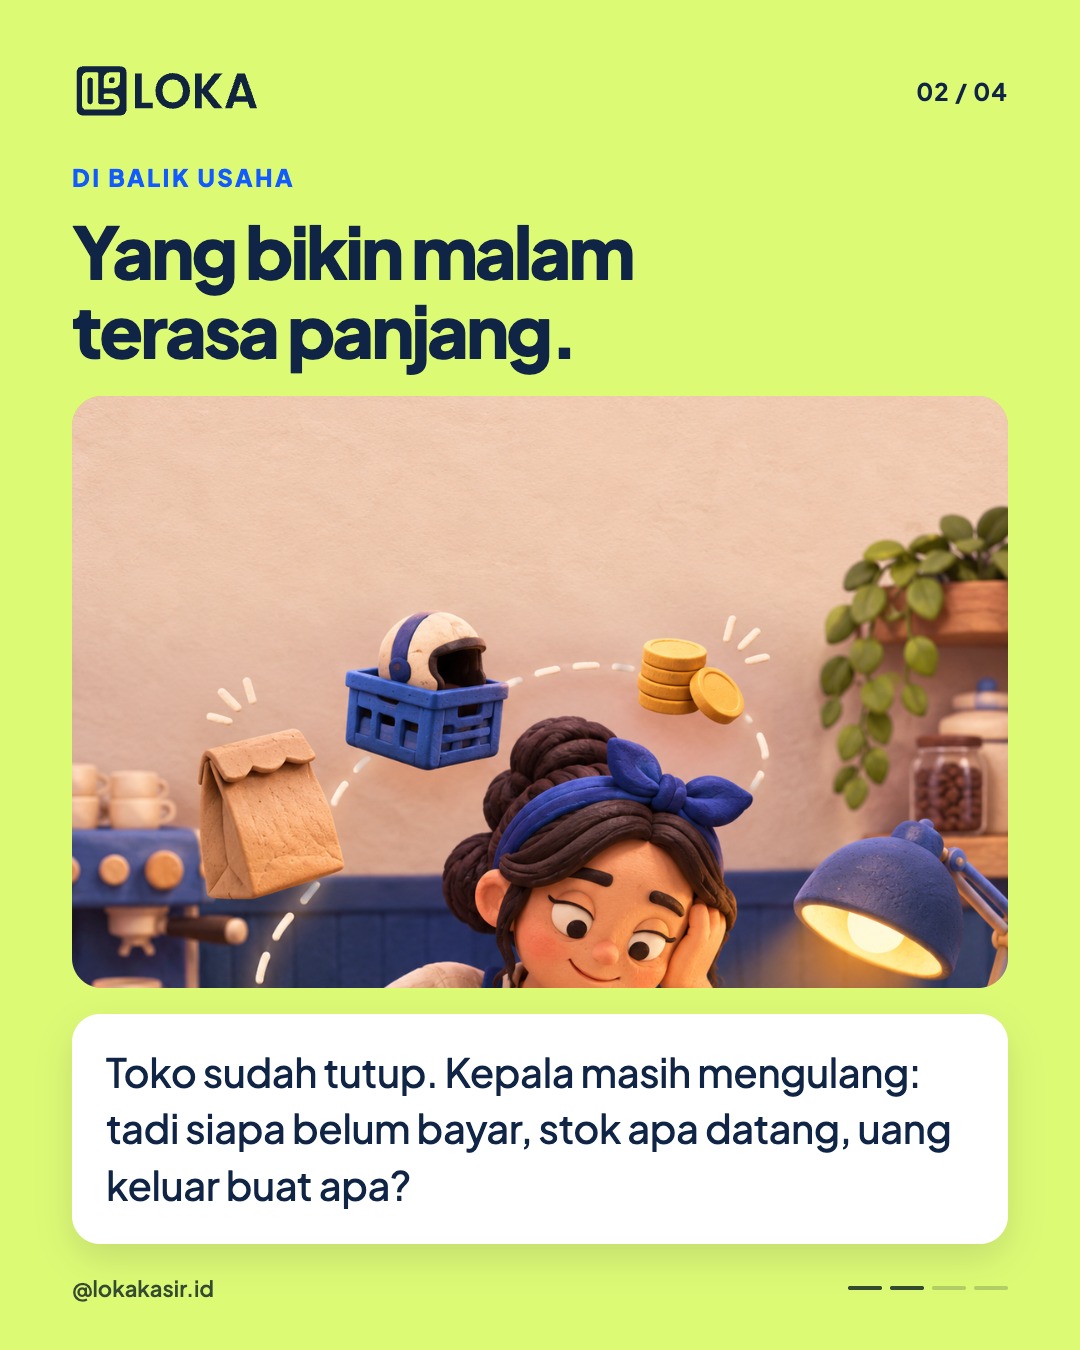 LOKA
02 / 04
DI BALIK USAHA
Yang bikin malam
terasa panjang.
Toko sudah tutup. Kepala masih mengulang:
tadi siapa belum bayar, stok apa datang, uang
keluar buat apa?
@lokakasir.id